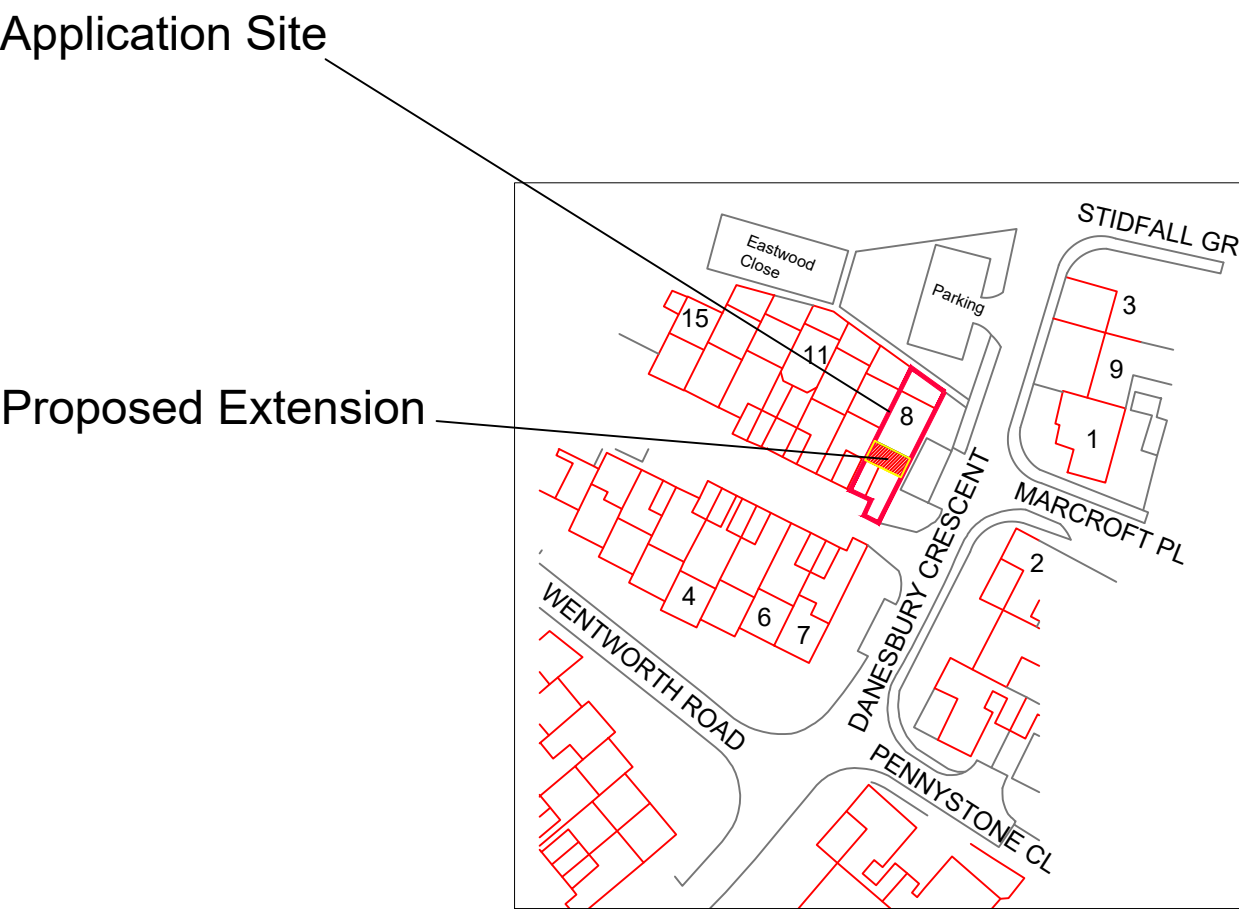 Application Site
STIDFALL GR
Eastwood
Close
Parking
3
15
11
9
Proposed Extension
8
1
MARCROFT PL
DANESBURY CRESCENT
2
4
6
7
WENTWORTH ROAD
PENNYSTONE CL